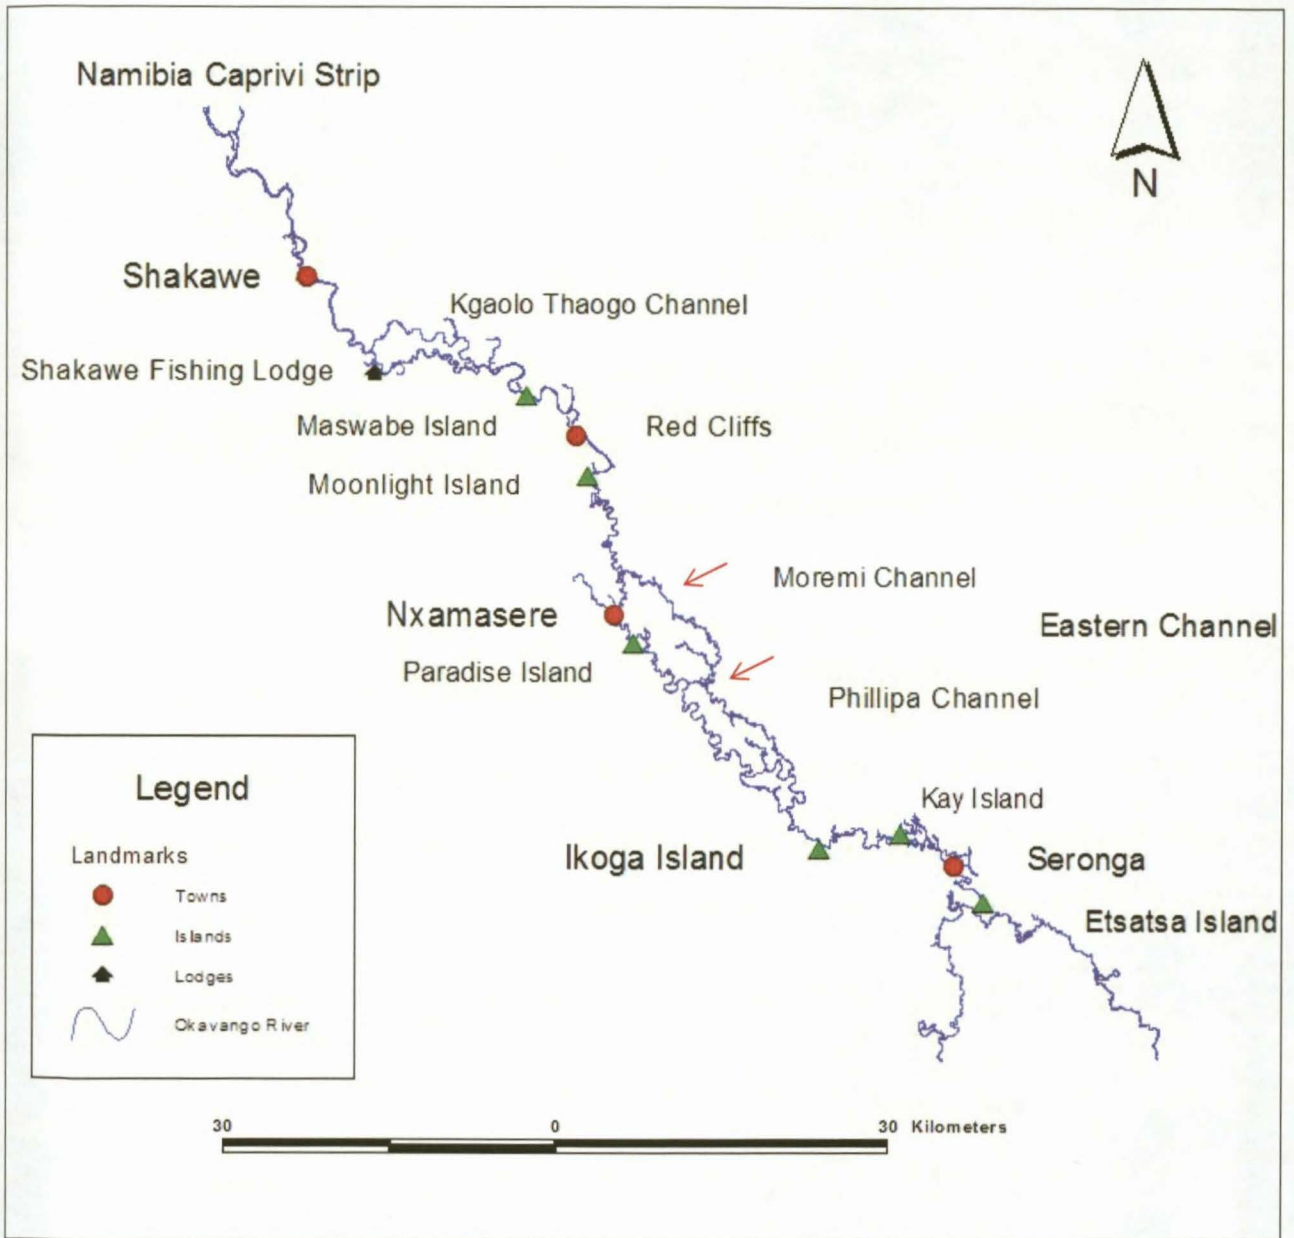 Namibia Caprivi Strip
N
Shakawe
Kgaolo Thaogo Channel
Shakawe Fishing Lodge
Maswabe Island
Red Cliffs
Moonlight Island
Moremi Channel
Nxamasere
Eastern Channel
Paradise Island
Phillipa Channel
Kay Island
Ikoga Island
Seronga
Etsatsa Island
Legend
Landmarks
Towns
Islands
Lodges
Okavango River
30 0 30 Kilometers